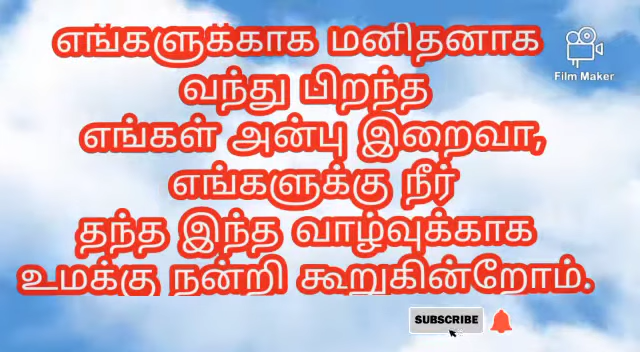 எங்களுக்காக மனிதனாக
Film Maker
வந்து பிறந்த
எங்கள் அன்பு இறைவா,
எங்களுக்கு நீர்
தந்த இந்த வாழ்வுக்காக
உமக்கு நன்றி கூறுகின்றோம்.
SUBSCRIBE